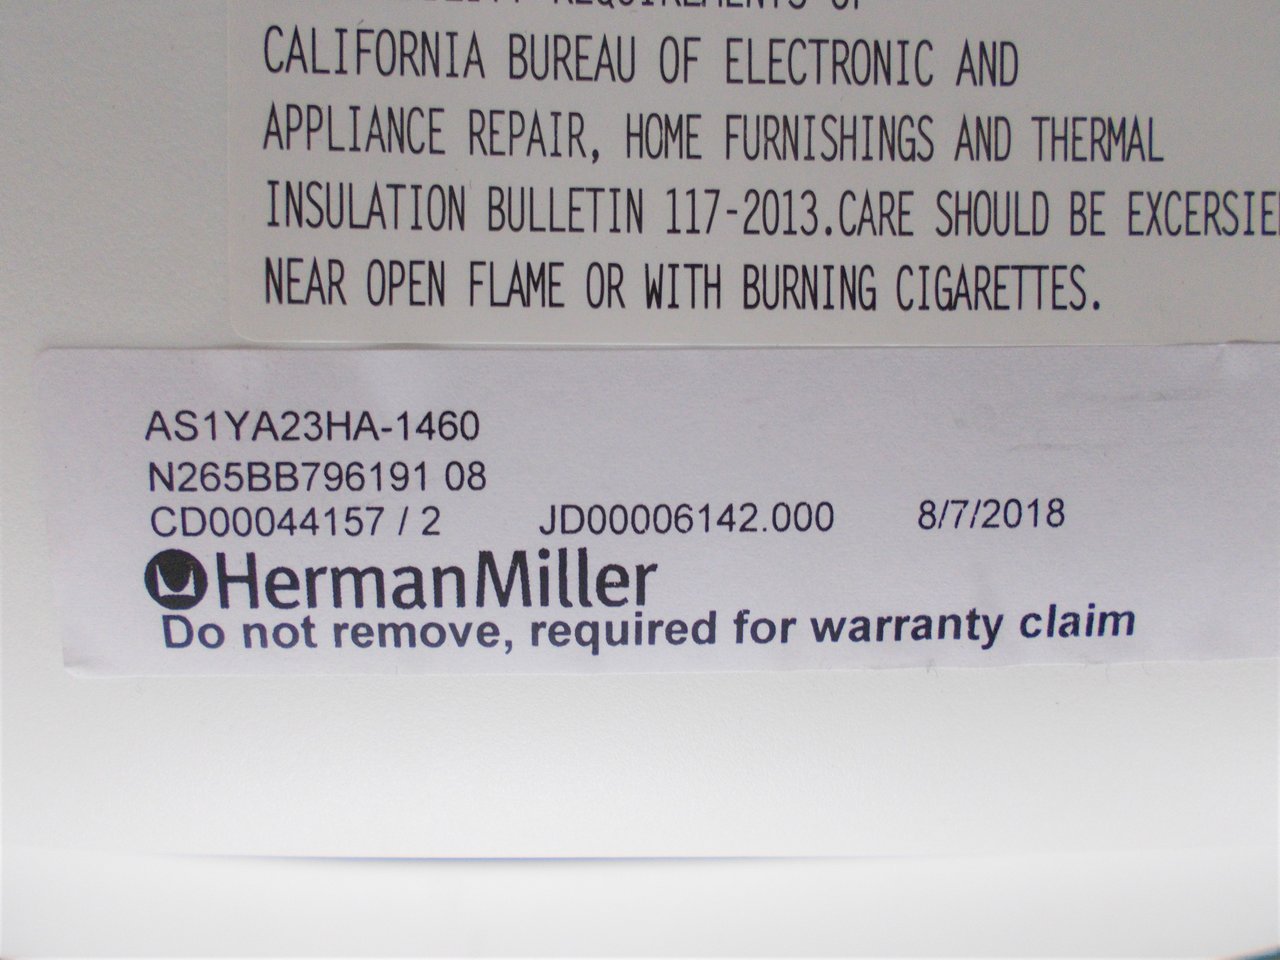 REQUIREMENTS OF
CALIFORNIA BUREAU OF ELECTRONIC AND
APPLIANCE REPAIR, HOME FURNISHINGS AND THERMAL
INSULATION BULLETIN 117-2013.CARE SHOULD BE
NEAR OPEN FLAME OR WITH BURNING CIGARETTES.
AS1YA23HA-1460
N265BB796191 08
CD00044157 / 2 JD00006142.000 8/7/2018
HermanMiller
Do not remove, required for warranty claim